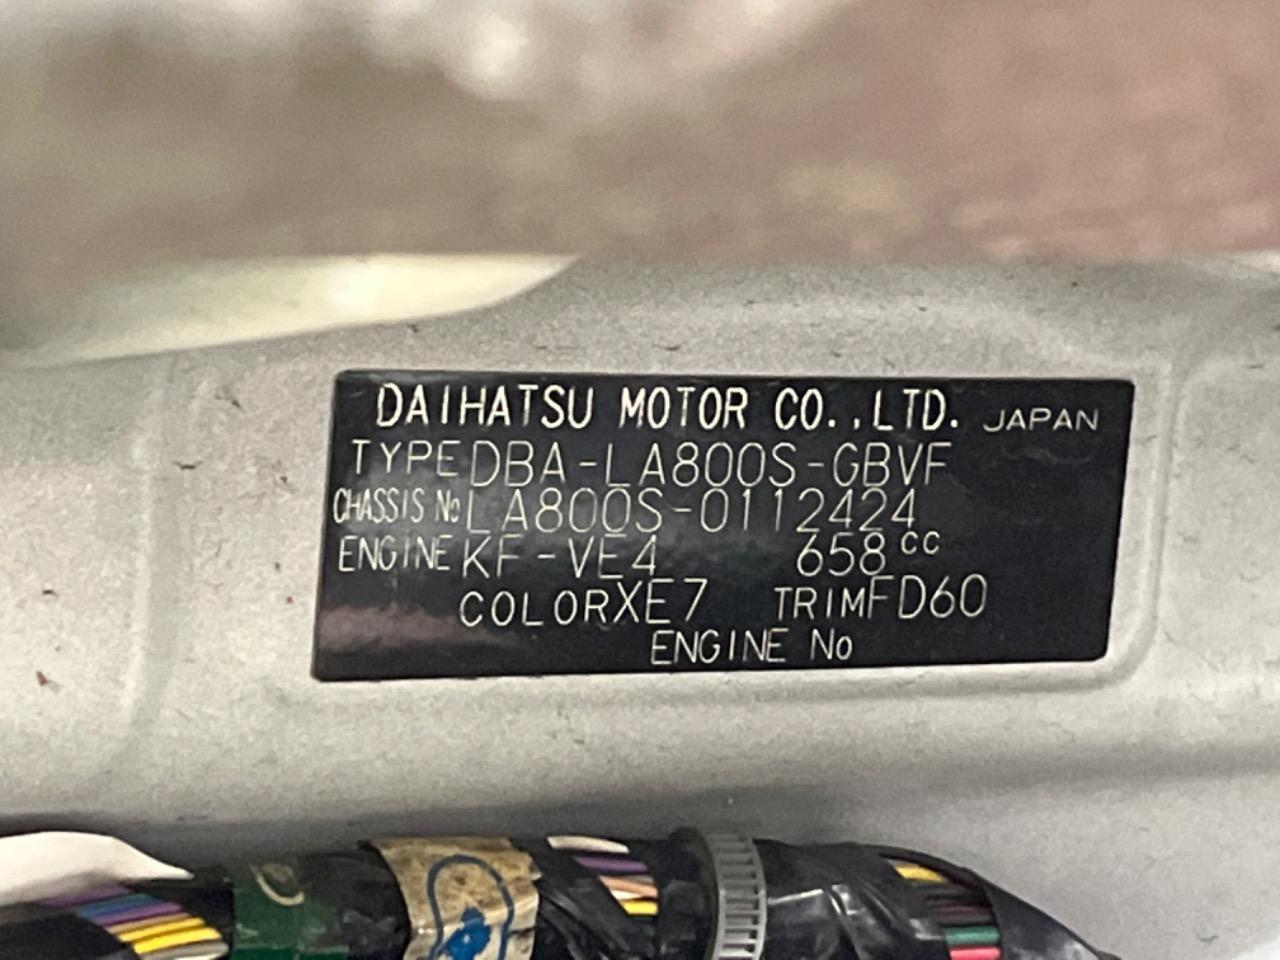 DAIHATSU MOTOR CO.,LTD. JAPAN
TYPE DBA-LA800S-GBVF
CHASSIS No LA800S-0112424
ENGINE KF-VE4 658cc
COLOR XE7 TRIM FD60
ENGINE No